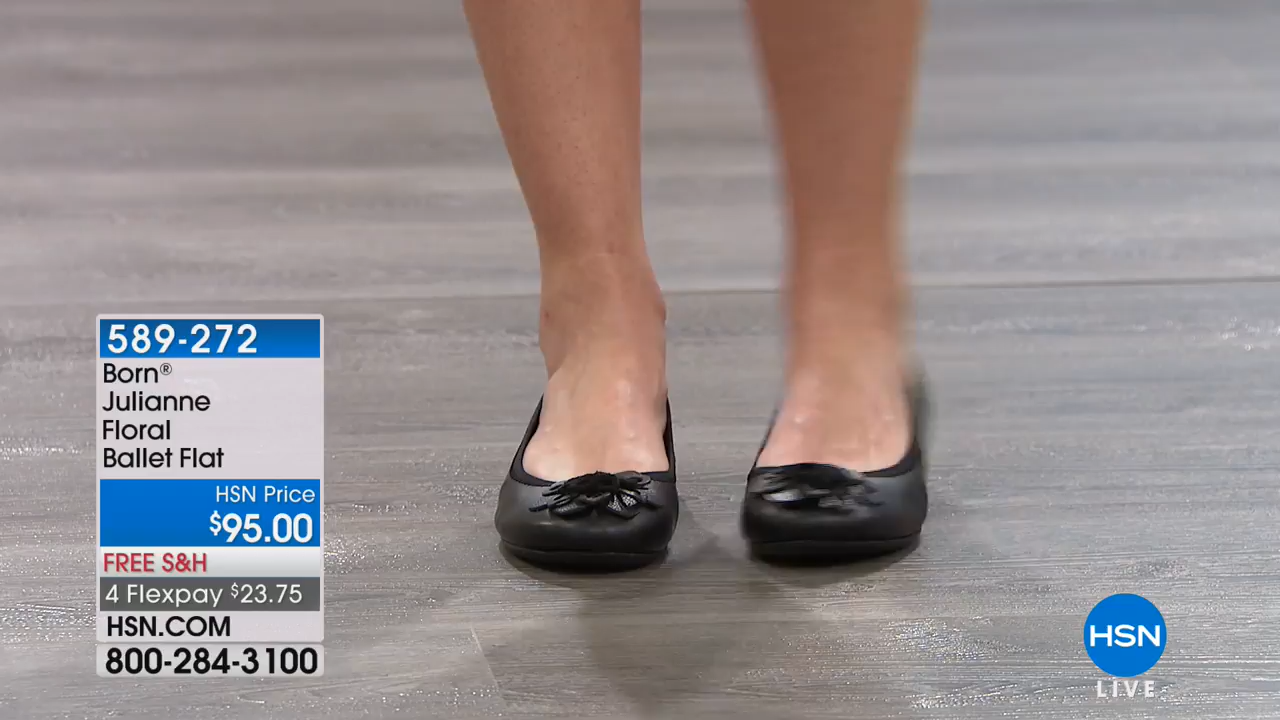 589-272
Born®
Julianne
Floral
Ballet Flat
HSN Price
$95.00
FREE S&H
4 Flexpay $23.75
HSN.COM
800-284-3100
HSN
LIVE